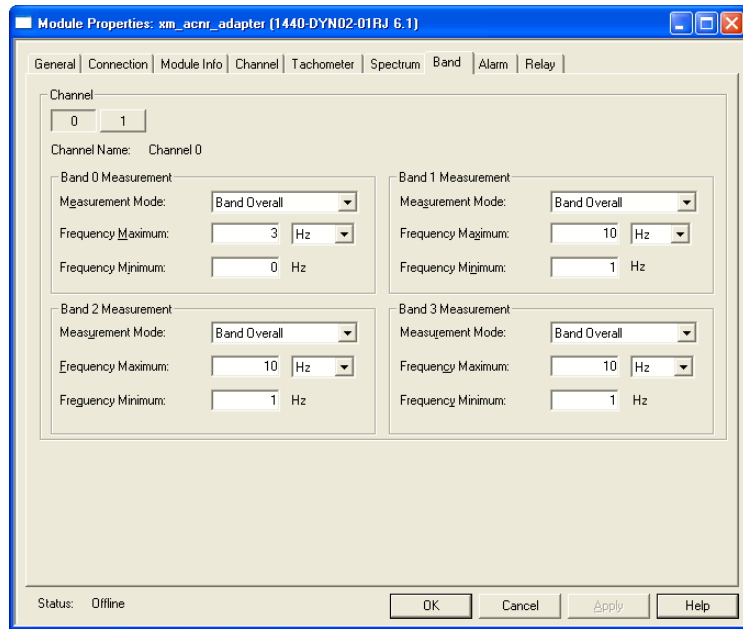 Module Properties: xm_acnr_adapter (1440-DYN02-01RJ 6.1)
General Connection Module Info Channel Tachometer Spectrum Band Alarm Relay
Channel
0 1
Channel Name: Channel 0
Band 0 Measurement
Measurement Mode: Band Overall
Frequency Maximum: 3 Hz
Frequency Minimum: 0 Hz
Band 1 Measurement
Measurement Mode: Band Overall
Frequency Maximum: 10 Hz
Frequency Minimum: 1 Hz
Band 2 Measurement
Measurement Mode: Band Overall
Frequency Maximum: 10 Hz
Frequency Minimum: 1 Hz
Band 3 Measurement
Measurement Mode: Band Overall
Frequency Maximum: 10 Hz
Frequency Minimum: 1 Hz
Status: Offline
OK Cancel Apply Help